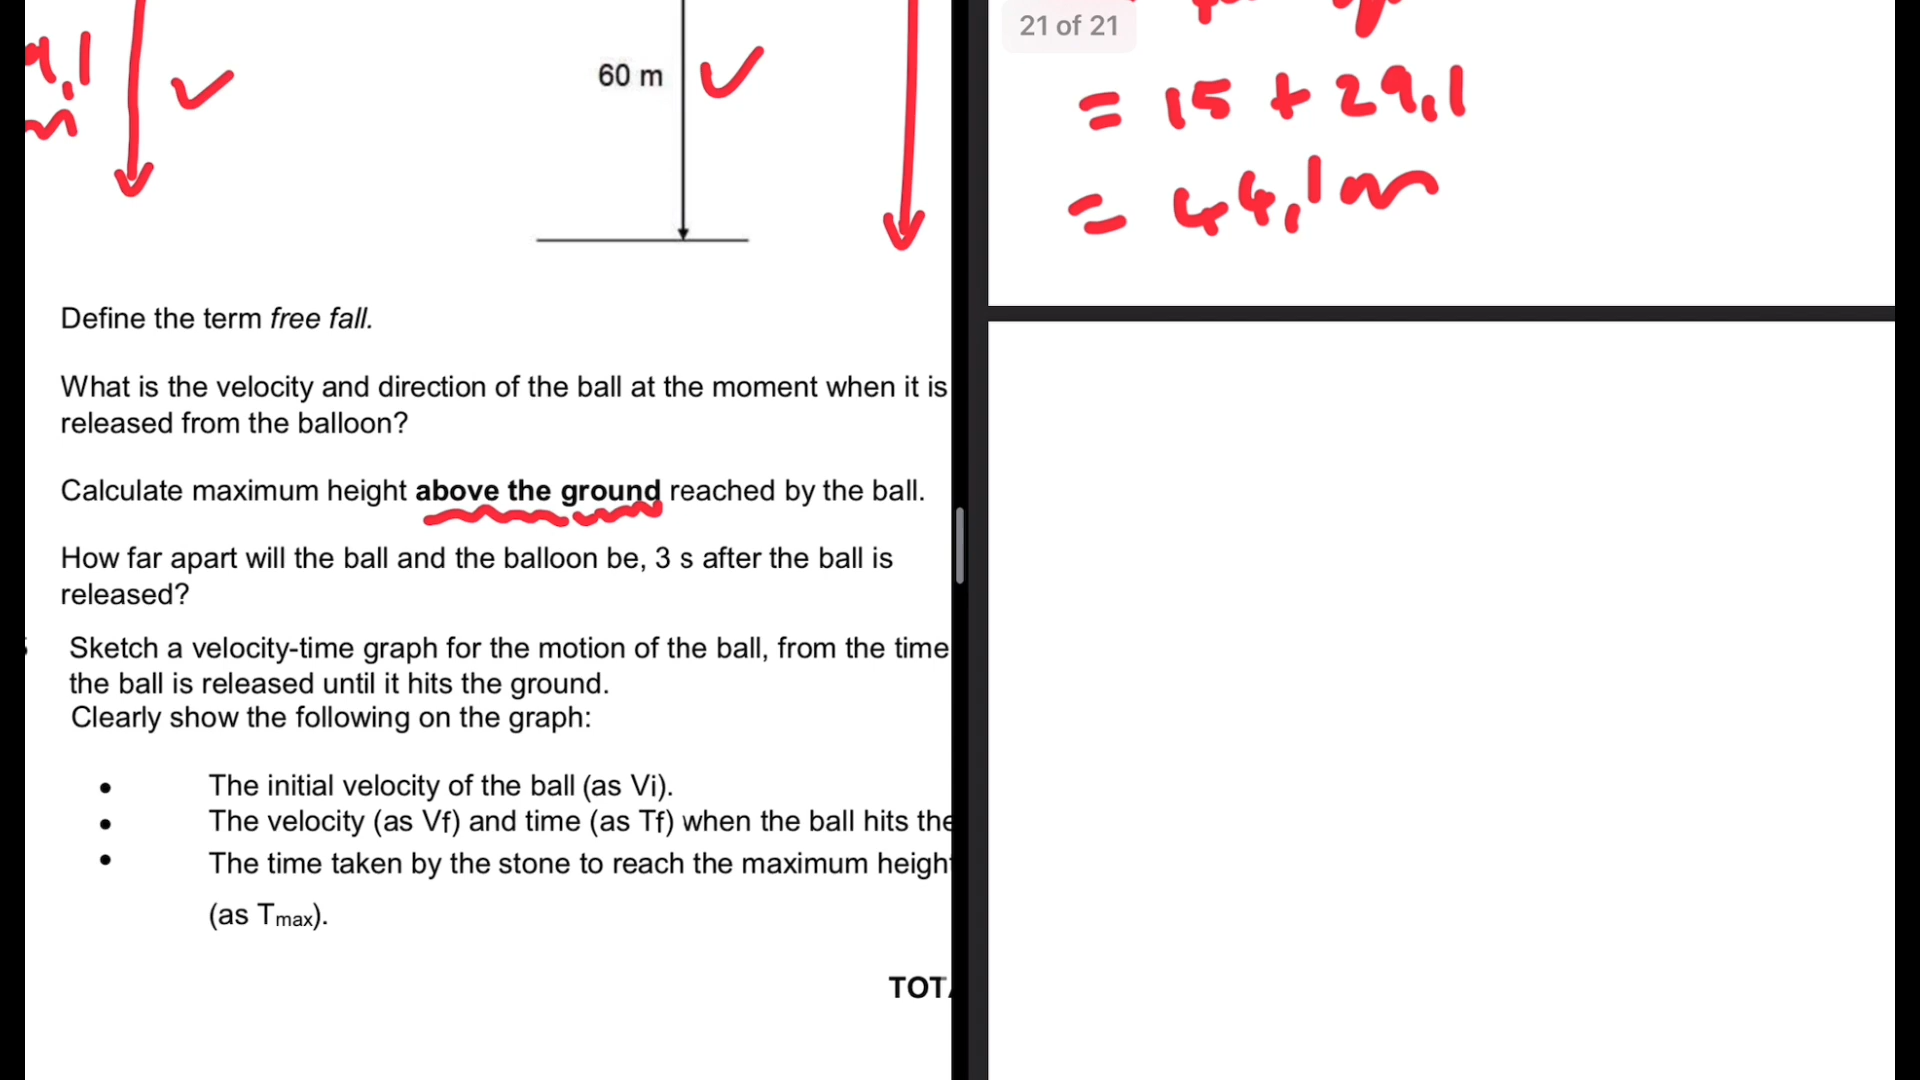 9,1
m
60 m
Define the term free fall.
What is the velocity and direction of the ball at the moment when it is
released from the balloon?
Calculate maximum height above the ground reached by the ball.
How far apart will the ball and the balloon be, 3 s after the ball is
released?
Sketch a velocity-time graph for the motion of the ball, from the time
the ball is released until it hits the ground.
Clearly show the following on the graph:
• The initial velocity of the ball (as Vi).
• The velocity (as Vf) and time (as Tf) when the ball hits the
• The time taken by the stone to reach the maximum heigh
(as Tmax).
TOT
21 of 21
= 15 + 29,1
= 44,1m